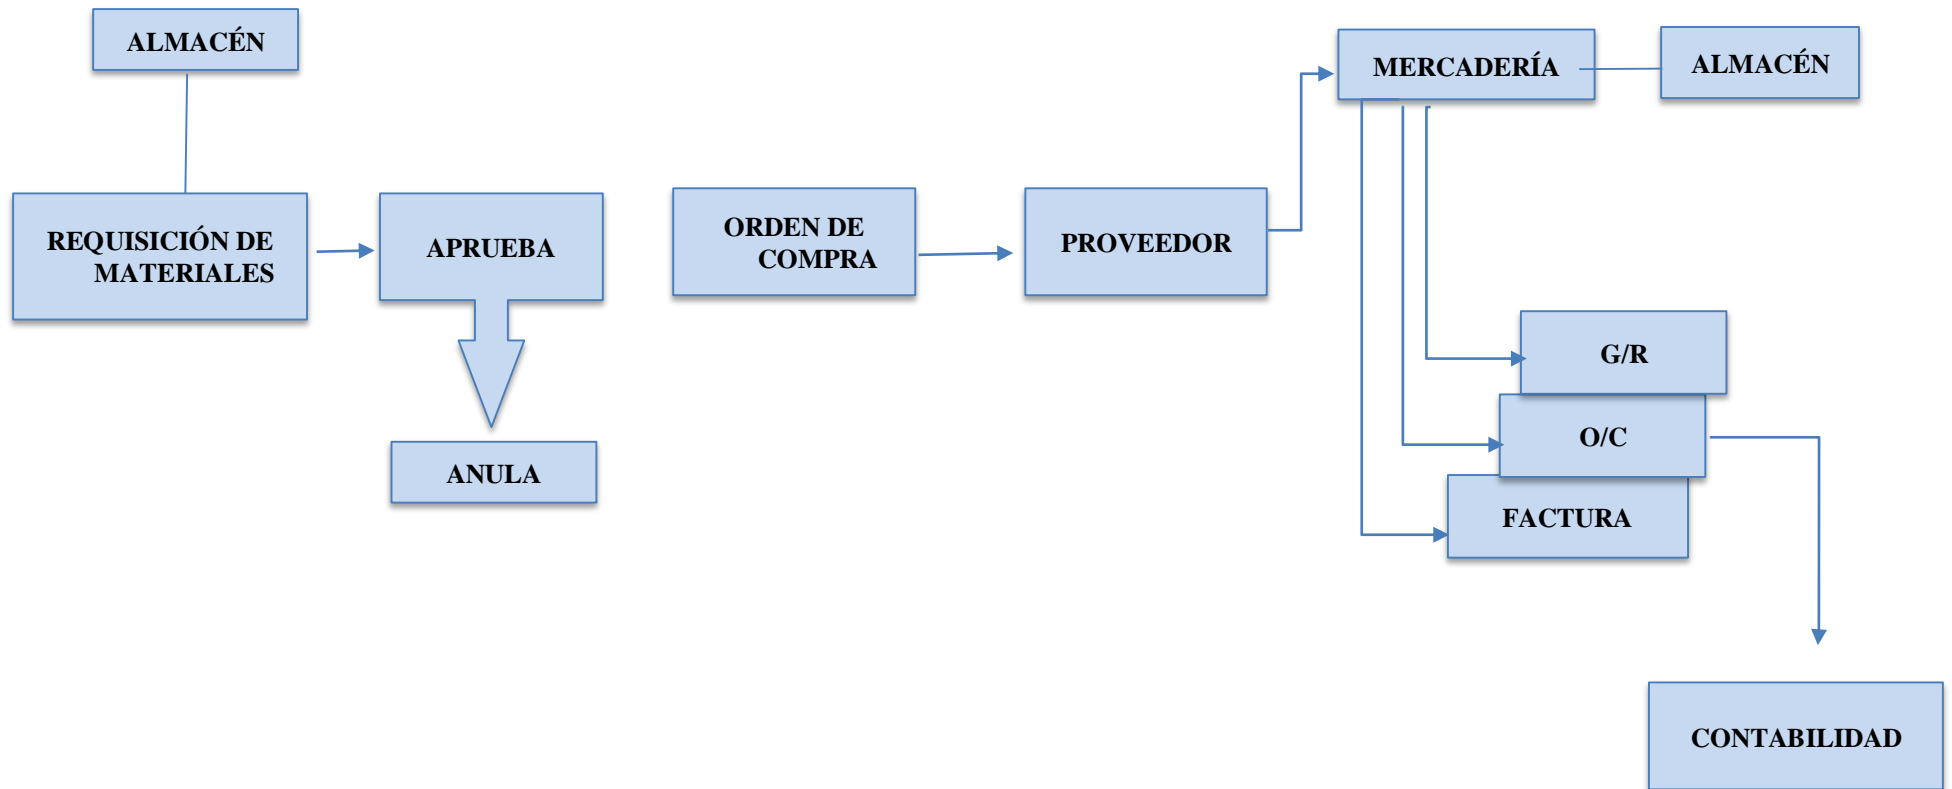 ALMACÉN
REQUISICIÓN DE
MATERIALES
APRUEBA
ANULA
ORDEN DE
COMPRA
PROVEEDOR
MERCADERÍA
ALMACÉN
G/R
O/C
FACTURA
CONTABILIDAD